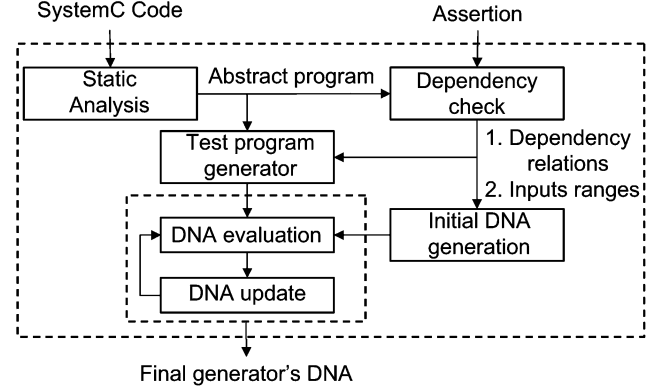 SystemC Code
Assertion
Static
Analysis
Abstract program
Dependency
check
Test program
generator
1. Dependency
relations
2. Inputs ranges
DNA evaluation
Initial DNA
generation
DNA update
Final generator's DNA